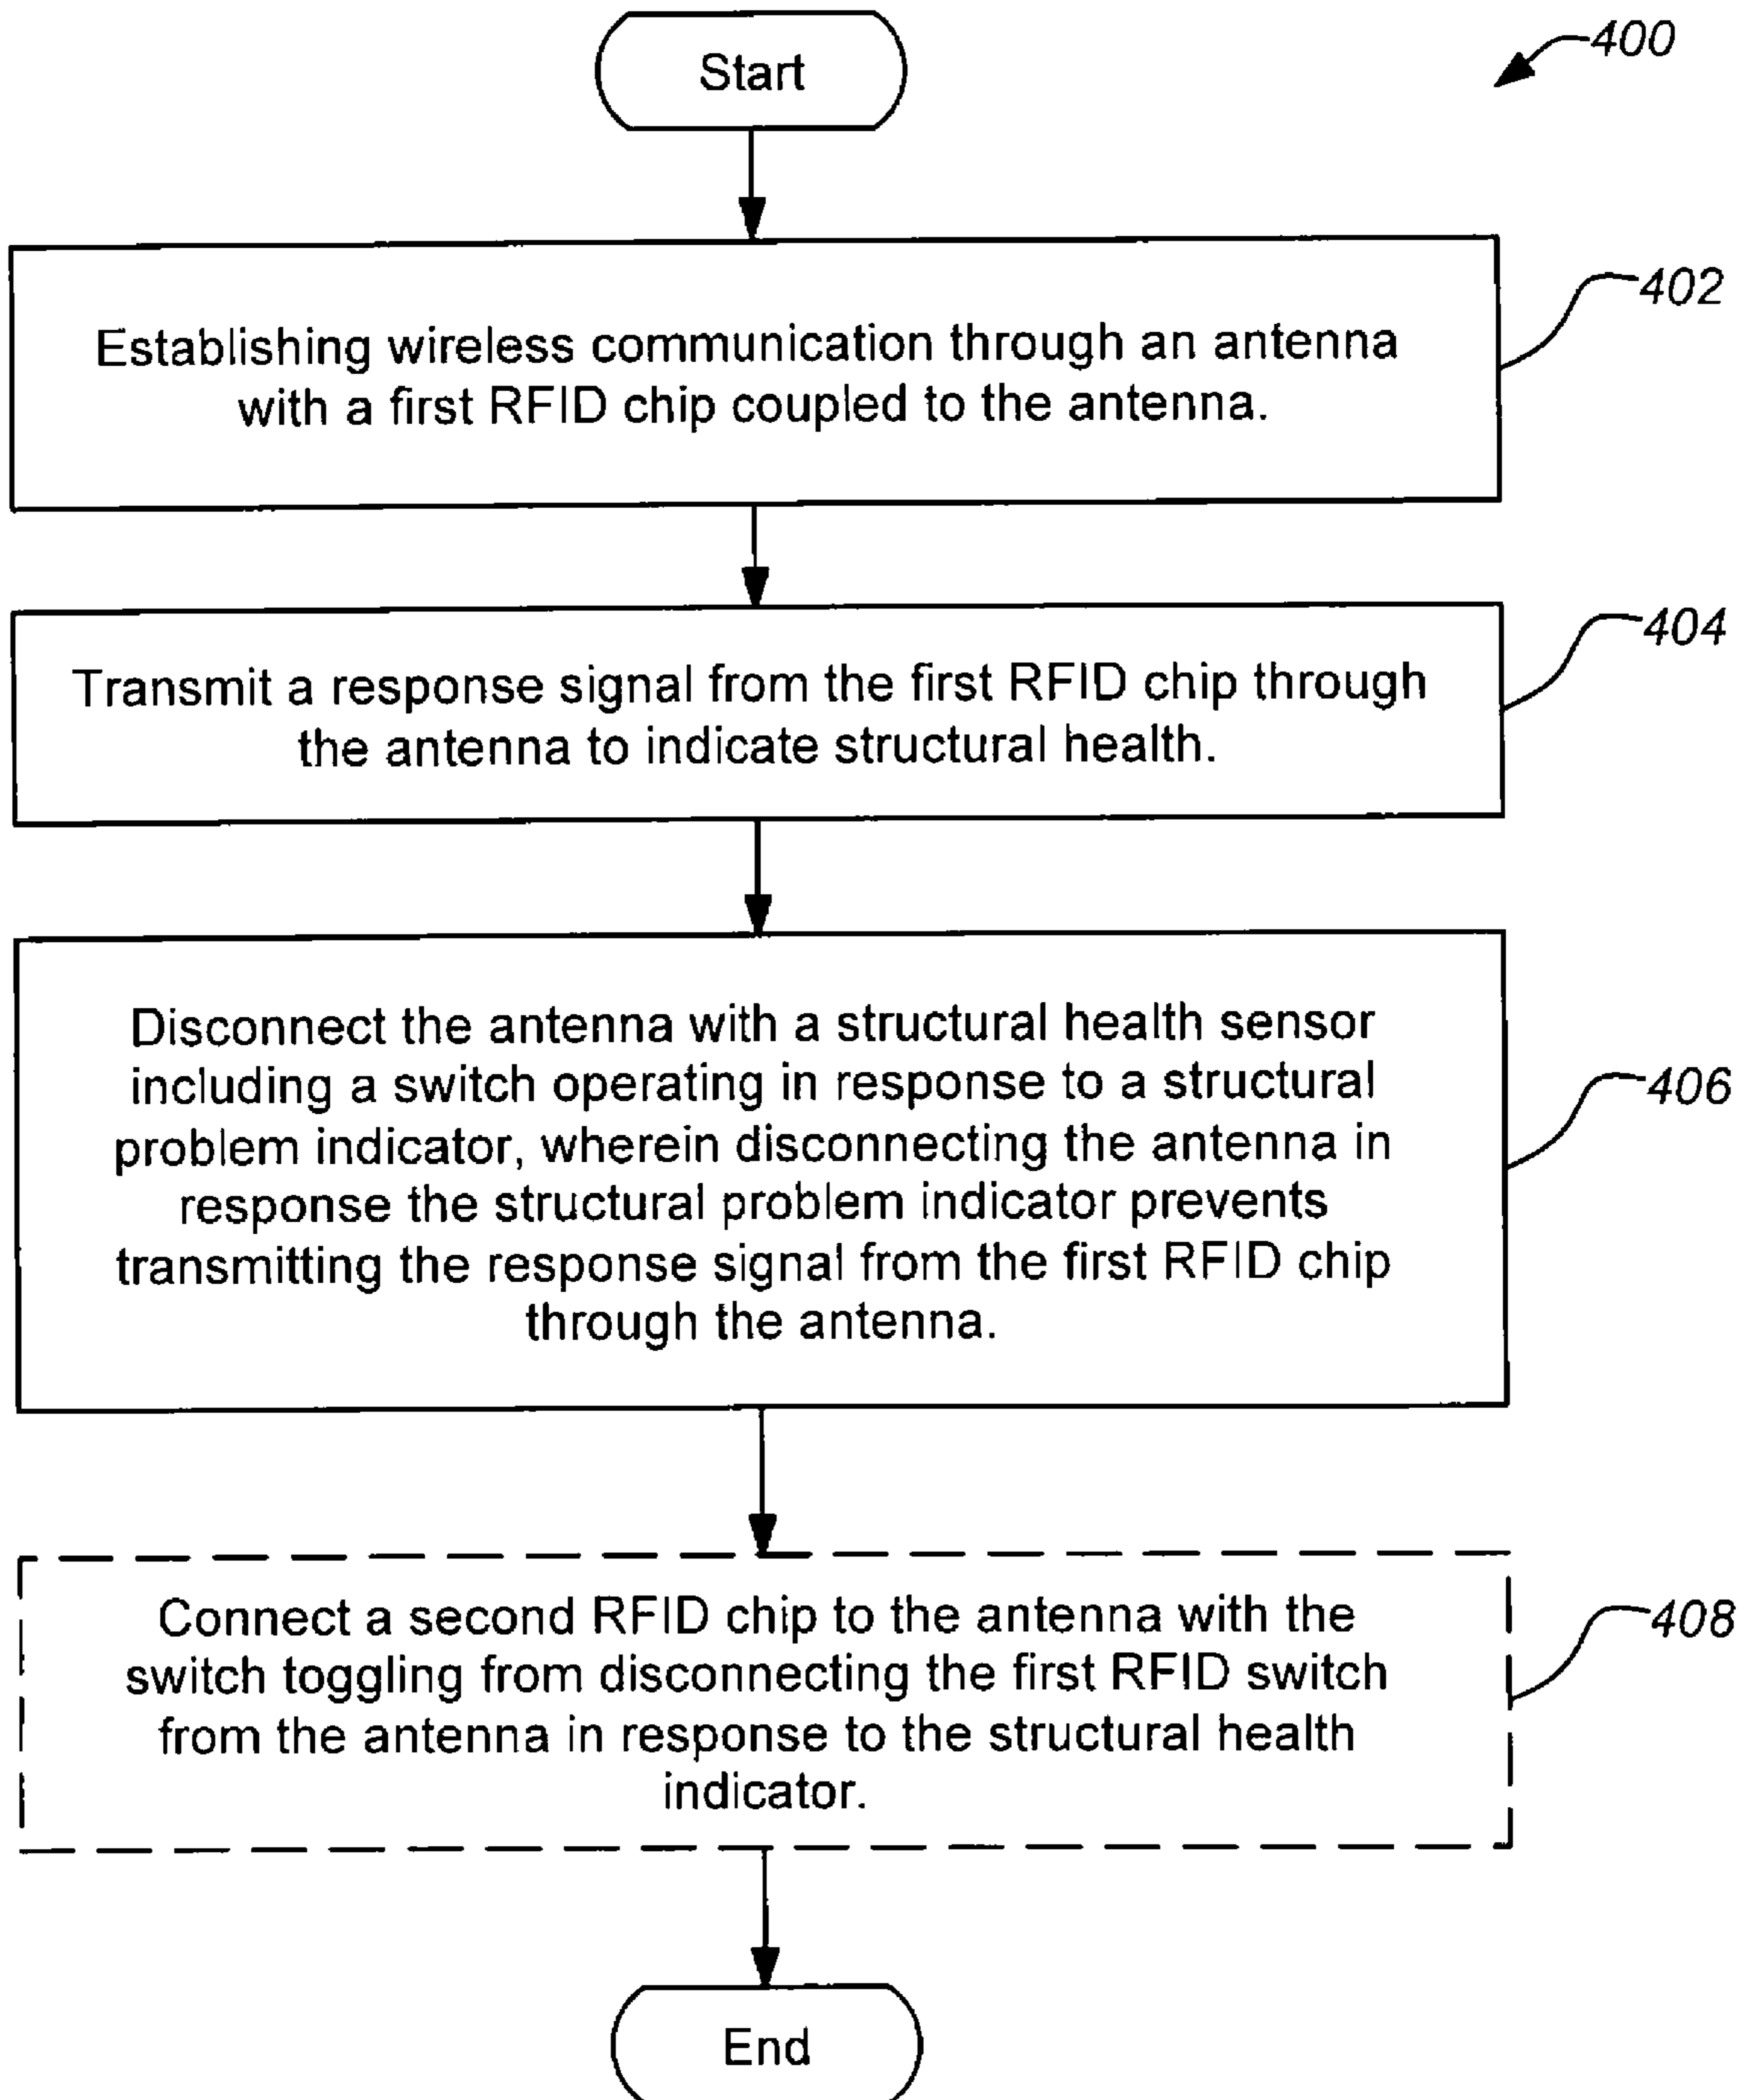 Start
400
Establishing wireless communication through an antenna
with a first RFID chip coupled to the antenna.
402
Transmit a response signal from the first RFID chip through
the antenna to indicate structural health.
404
Disconnect the antenna with a structural health sensor
including a switch operating in response to a structural
problem indicator, wherein disconnecting the antenna in
response the structural problem indicator prevents
transmitting the response signal from the first RFID chip
through the antenna.
406
Connect a second RFID chip to the antenna with the
switch toggling from disconnecting the first RFID switch
from the antenna in response to the structural health
indicator.
408
End